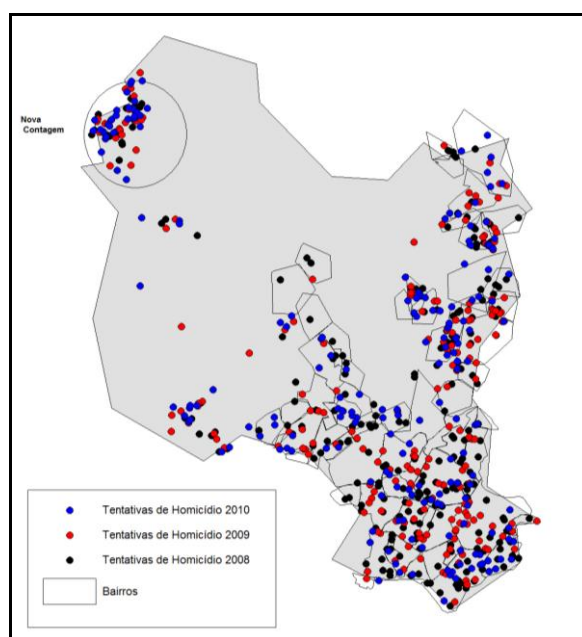 Nova
Contagem
Tentativas de Homicídio 2010
Tentativas de Homicídio 2009
Tentativas de Homicídio 2008
Bairros